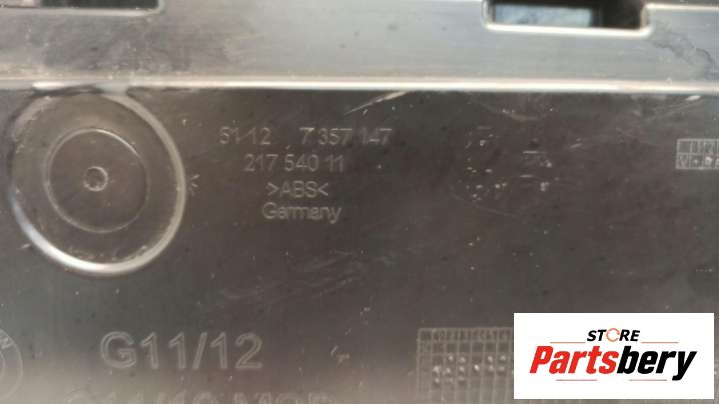 51-12 7 357 147
217 540 11
>ABS<
Germany
G11/12
STORE
Partsbery